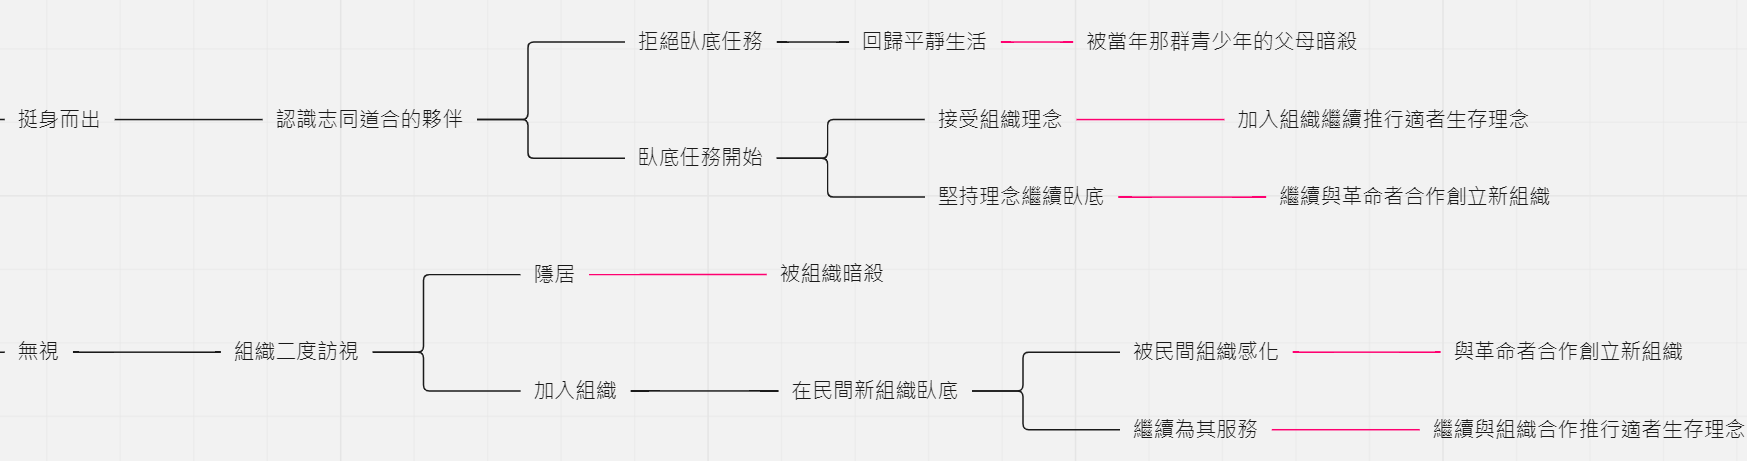 拒絕臥底任務
回歸平靜生活
被當年那群青少年的父母暗殺
挺身而出
認識志同道合的夥伴
接受組織理念
加入組織繼續推行適者生存理念
臥底任務開始
堅持理念繼續臥底
繼續與革命者合作創立新組織
隱居
被組織暗殺
無視
組織二度訪視
被民間組織感化
與革命者合作創立新組織
加入組織
在民間新組織臥底
繼續為其服務
繼續與組織合作推行適者生存理念